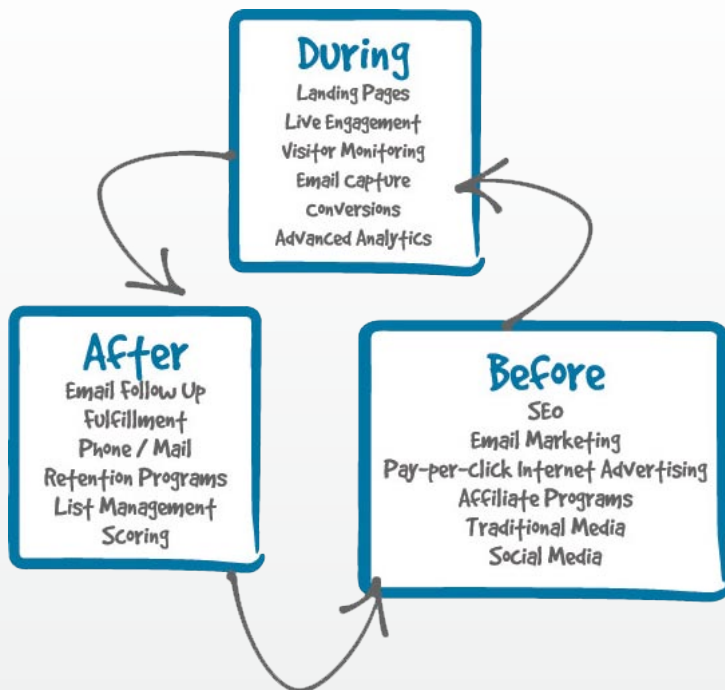 During
Landing Pages
Live Engagement
Visitor Monitoring
Email Capture
Conversions
Advanced Analytics
After
Email Follow Up
Fulfillment
Phone / Mail
Retention Programs
List Management
Scoring
Before
SEO
Email Marketing
Pay-per-Click Internet Advertising
Affiliate Programs
Traditional Media
Social Media